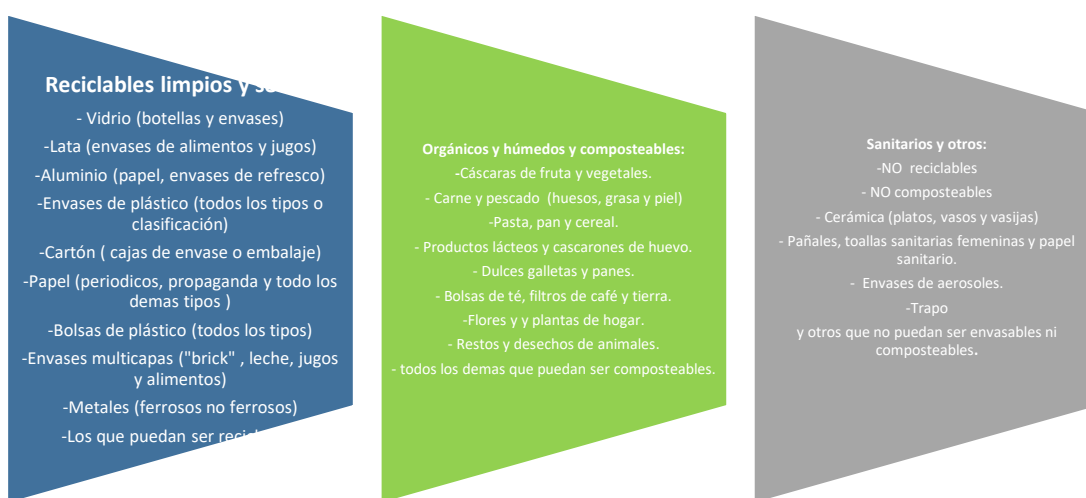 Reciclables limpios y
- Vidrio (botellas y envases)
-Lata (envases de alimentos y jugos)
-Aluminio (papel, envases de refresco)
-Envases de plástico (todos los tipos o
clasificación)
-Cartón ( cajas de envase o embalaje)
-Papel (periodicos, propaganda y todo los
demas tipos )
-Bolsas de plástico (todos los tipos)
-Envases multicapas ("brick" , leche, jugos
y alimentos)
-Metales (ferrosos no ferrosos)
-Los que puedan ser
Orgánicos y húmedos y composteables:
-Cáscaras de fruta y vegetales.
- Carne y pescado (huesos, grasa y piel)
-Pasta, pan y cereal.
- Productos lácteos y cascarones de huevo.
- Dulces galletas y panes.
- Bolsas de té, filtros de café y tierra.
-Flores y y plantas de hogar.
- Restos y desechos de animales.
- todos los demas que puedan ser composteables.
Sanitarios y otros:
-NO reciclables
- NO composteables
- Cerámica (platos, vasos y vasijas)
- Pañales, toallas sanitarias femeninas y papel
sanitario.
- Envases de aerosoles.
-Trapo
y otros que no puedan ser envasables ni
composteables.